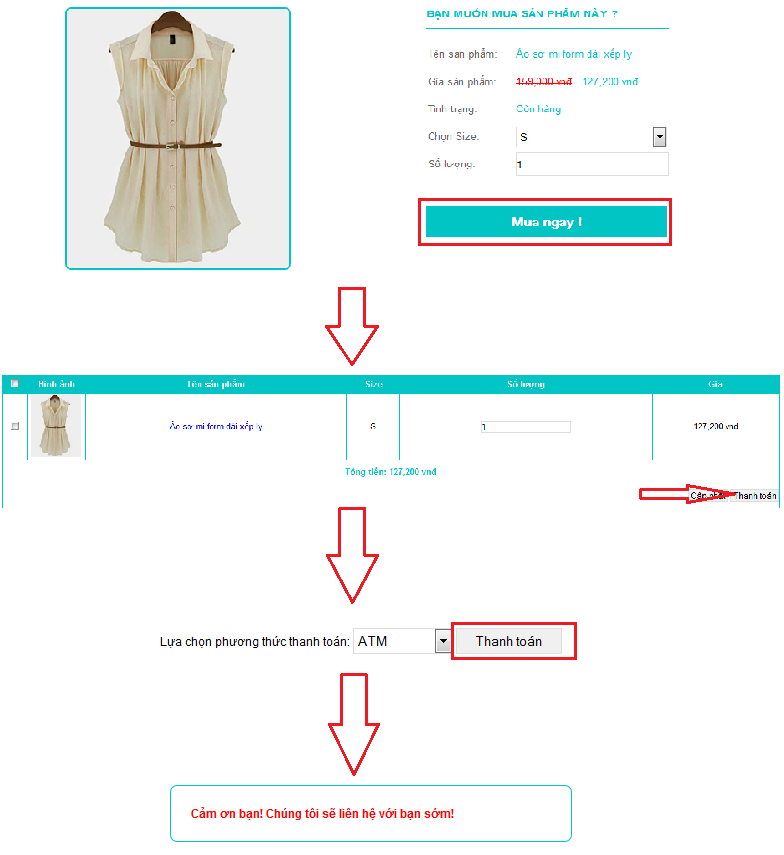 BẠN MUỐN MUA SẢN PHẨM NÀY ?
Tên sản phẩm: Áo sơ mi form dài xếp ly
Gía sản phẩm: 159,000 vnđ 127,200 vnđ
Tình trạng: Còn hàng
Chọn Size: S
Số lượng: 1
Mua ngay !
Hình ảnh Tên sản phẩm Size Số lượng Gía
Áo sơ mi form dài xếp ly S 1 127,200 vnđ
Tổng tiền: 127,200 vnđ
Thanh toán
Lựa chọn phương thức thanh toán: ATM Thanh toán
Cảm ơn bạn! Chúng tôi sẽ liên hệ với bạn sớm!